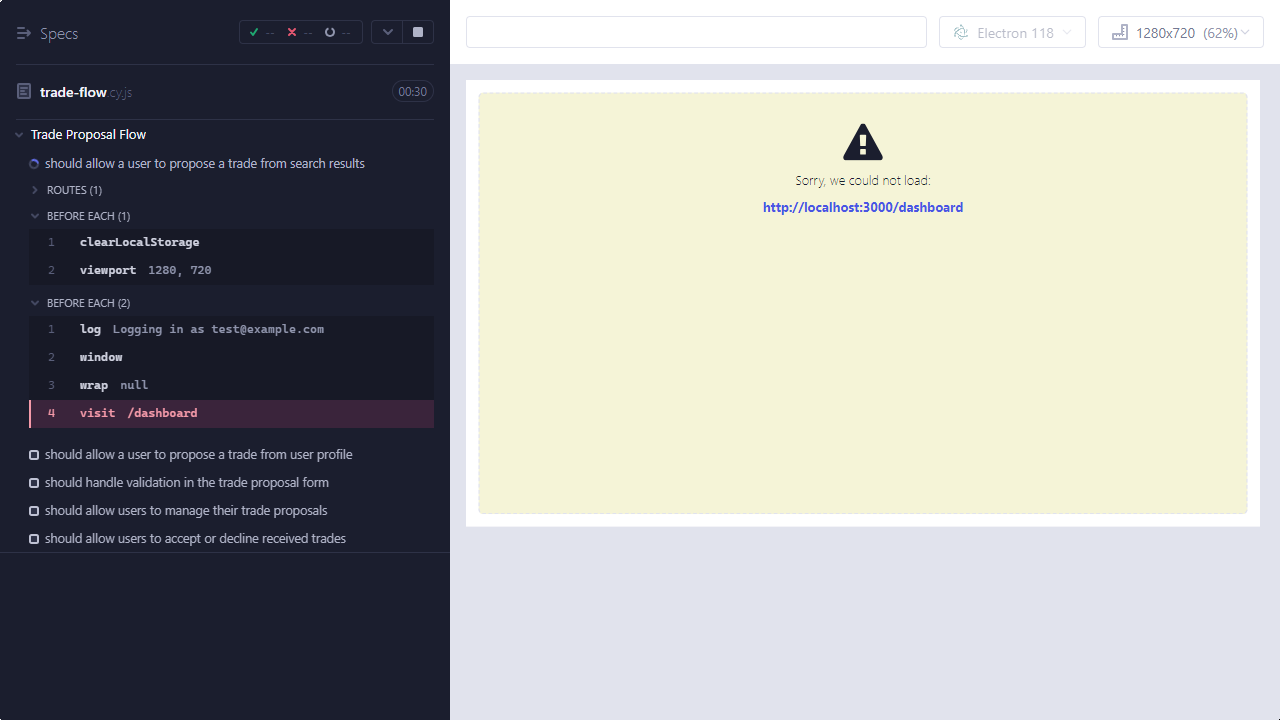 Specs
--
--
--
trade-flow.cy.js
00:30
Trade Proposal Flow
should allow a user to propose a trade from search results
ROUTES (1)
BEFORE EACH (1)
1 clearLocalStorage
2 viewport 1280, 720
BEFORE EACH (2)
1 log Logging in as test@example.com
2 window
3 wrap null
4 visit /dashboard
should allow a user to propose a trade from user profile
should handle validation in the trade proposal form
should allow users to manage their trade proposals
should allow users to accept or decline received trades
Electron 118
1280x720 (62%)
Sorry, we could not load:
http://localhost:3000/dashboard